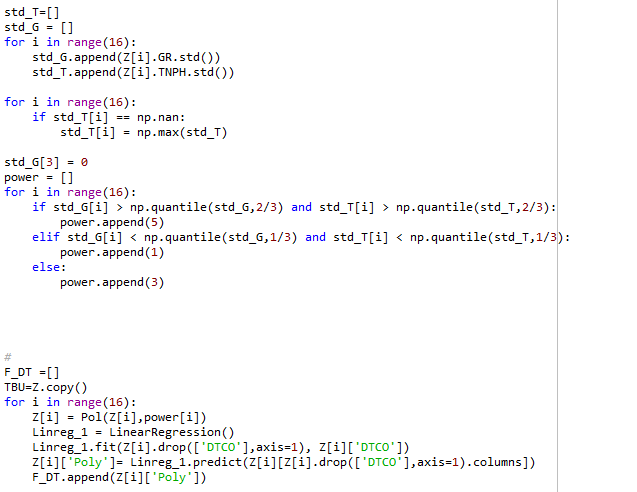 std_T=[]
std_G = []
for i in range(16):
    std_G.append(Z[i].GR.std())
    std_T.append(Z[i].TNPH.std())
for i in range(16):
    if std_T[i] == np.nan:
        std_T[i] = np.max(std_T)
std_G[3] = 0
power = []
for i in range(16):
    if std_G[i] > np.quantile(std_G,2/3) and std_T[i] > np.quantile(std_T,2/3):
        power.append(5)
    elif std_G[i] < np.quantile(std_G,1/3) and std_T[i] < np.quantile(std_T,1/3):
        power.append(1)
    else:
        power.append(3)
#
F_DT =[]
TBU=Z.copy()
for i in range(16):
    Z[i] = Pol(Z[i],power[i])
    Linreg_1 = LinearRegression()
    Linreg_1.fit(Z[i].drop(['DTCO'],axis=1), Z[i]['DTCO'])
    Z[i]['Poly']= Linreg_1.predict(Z[i][Z[i].drop(['DTCO'],axis=1).columns])
    F_DT.append(Z[i]['Poly'])